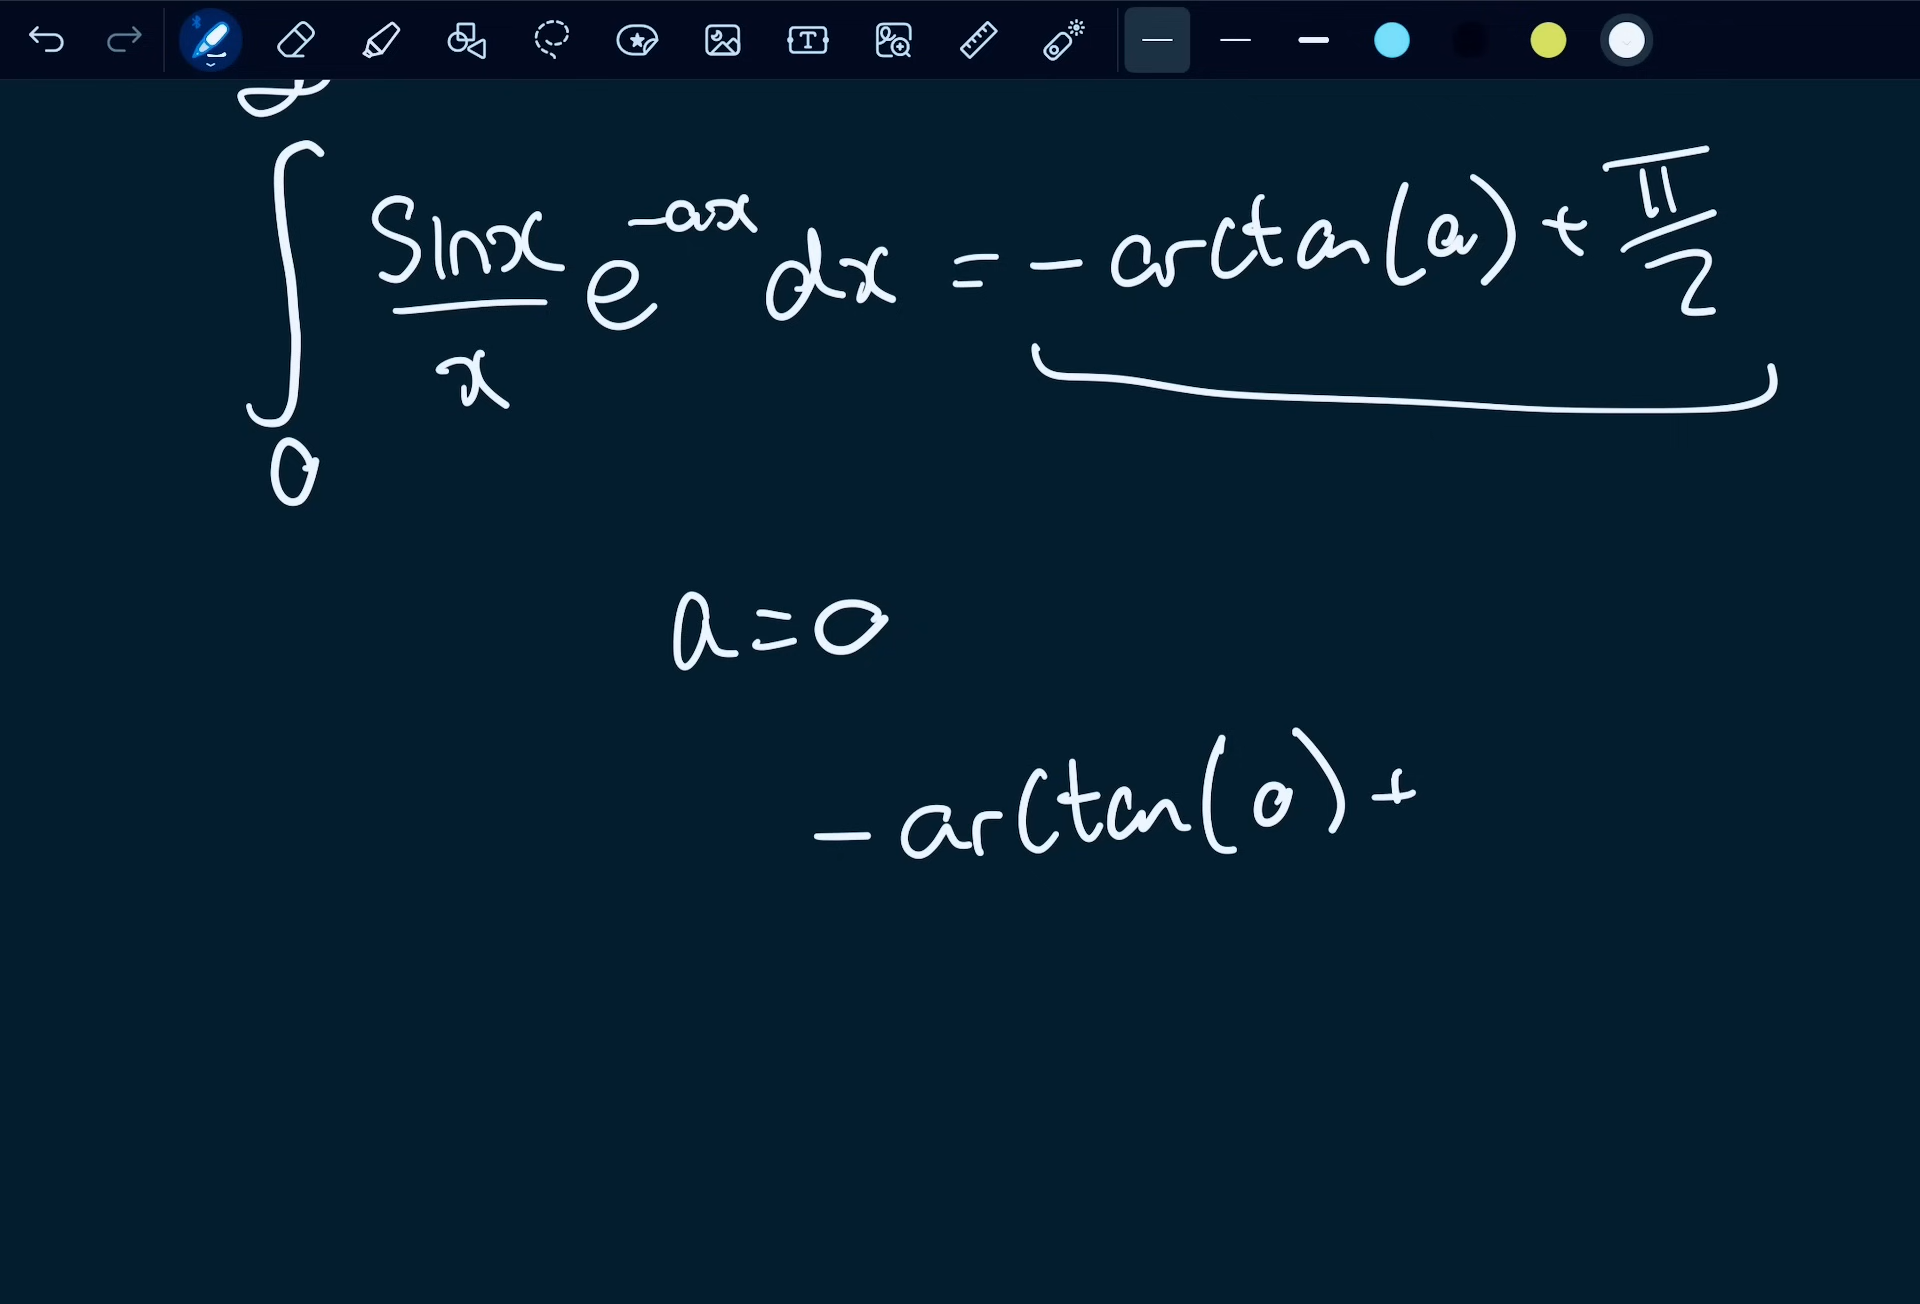 ∫₀^∞ sinx/x e^(-ax) dx = - arctan(a) + π/2
a=0
- arctan(0) +